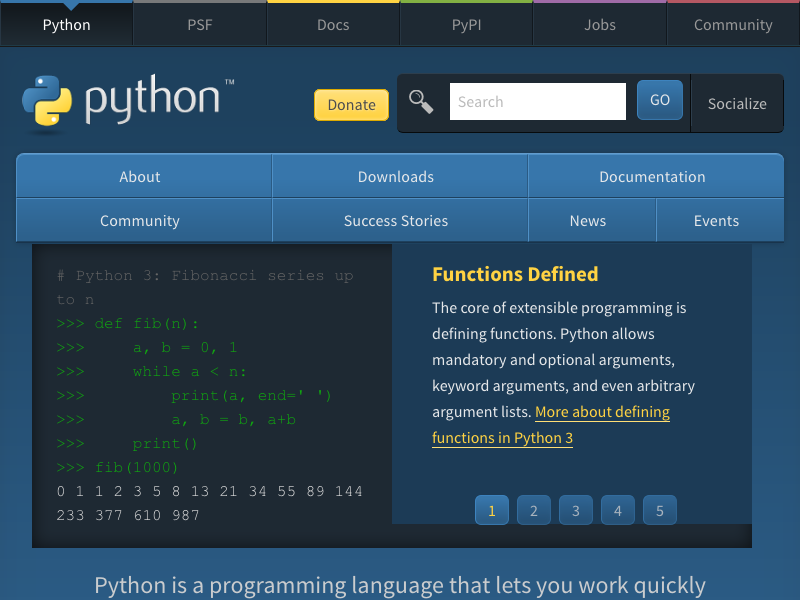 Python
PSF
Docs
PyPI
Jobs
Community
python™
Donate
Search
GO
Socialize
About
Downloads
Documentation
Community
Success Stories
News
Events
# Python 3: Fibonacci series up
to n
>>> def fib(n):
>>>     a, b = 0, 1
>>>     while a < n:
>>>         print(a, end=' ')
>>>         a, b = b, a+b
>>>     print()
>>> fib(1000)
0 1 1 2 3 5 8 13 21 34 55 89 144
233 377 610 987
Functions Defined
The core of extensible programming is
defining functions. Python allows
mandatory and optional arguments,
keyword arguments, and even arbitrary
argument lists. More about defining
functions in Python 3
1
2
3
4
5
Python is a programming language that lets you work quickly